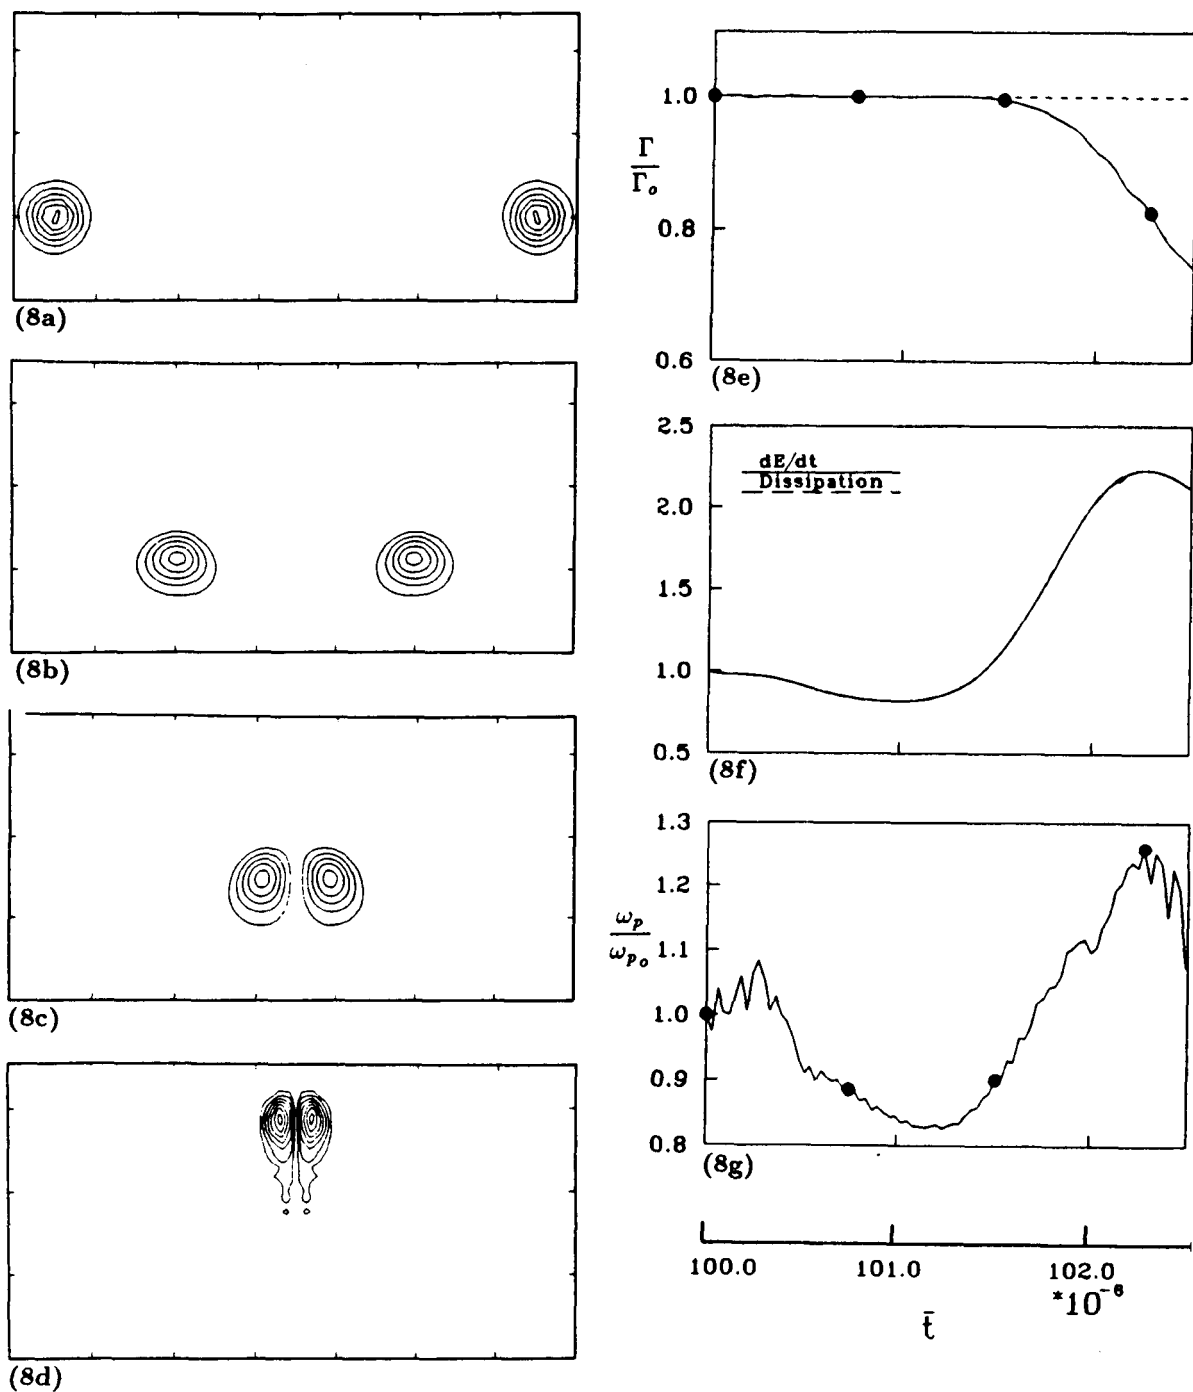 (8a)
(8b)
(8c)
(8d)
1.0
Γ
Γo
0.8
0.6
(8e)
2.5
dE/dt
Dissipation
2.0
1.5
1.0
0.5
(8f)
1.3
1.2
1.1
ωp
ωpo
1.0
0.9
0.8
(8g)
100.0 101.0 102.0
*10⁻⁶
t̄